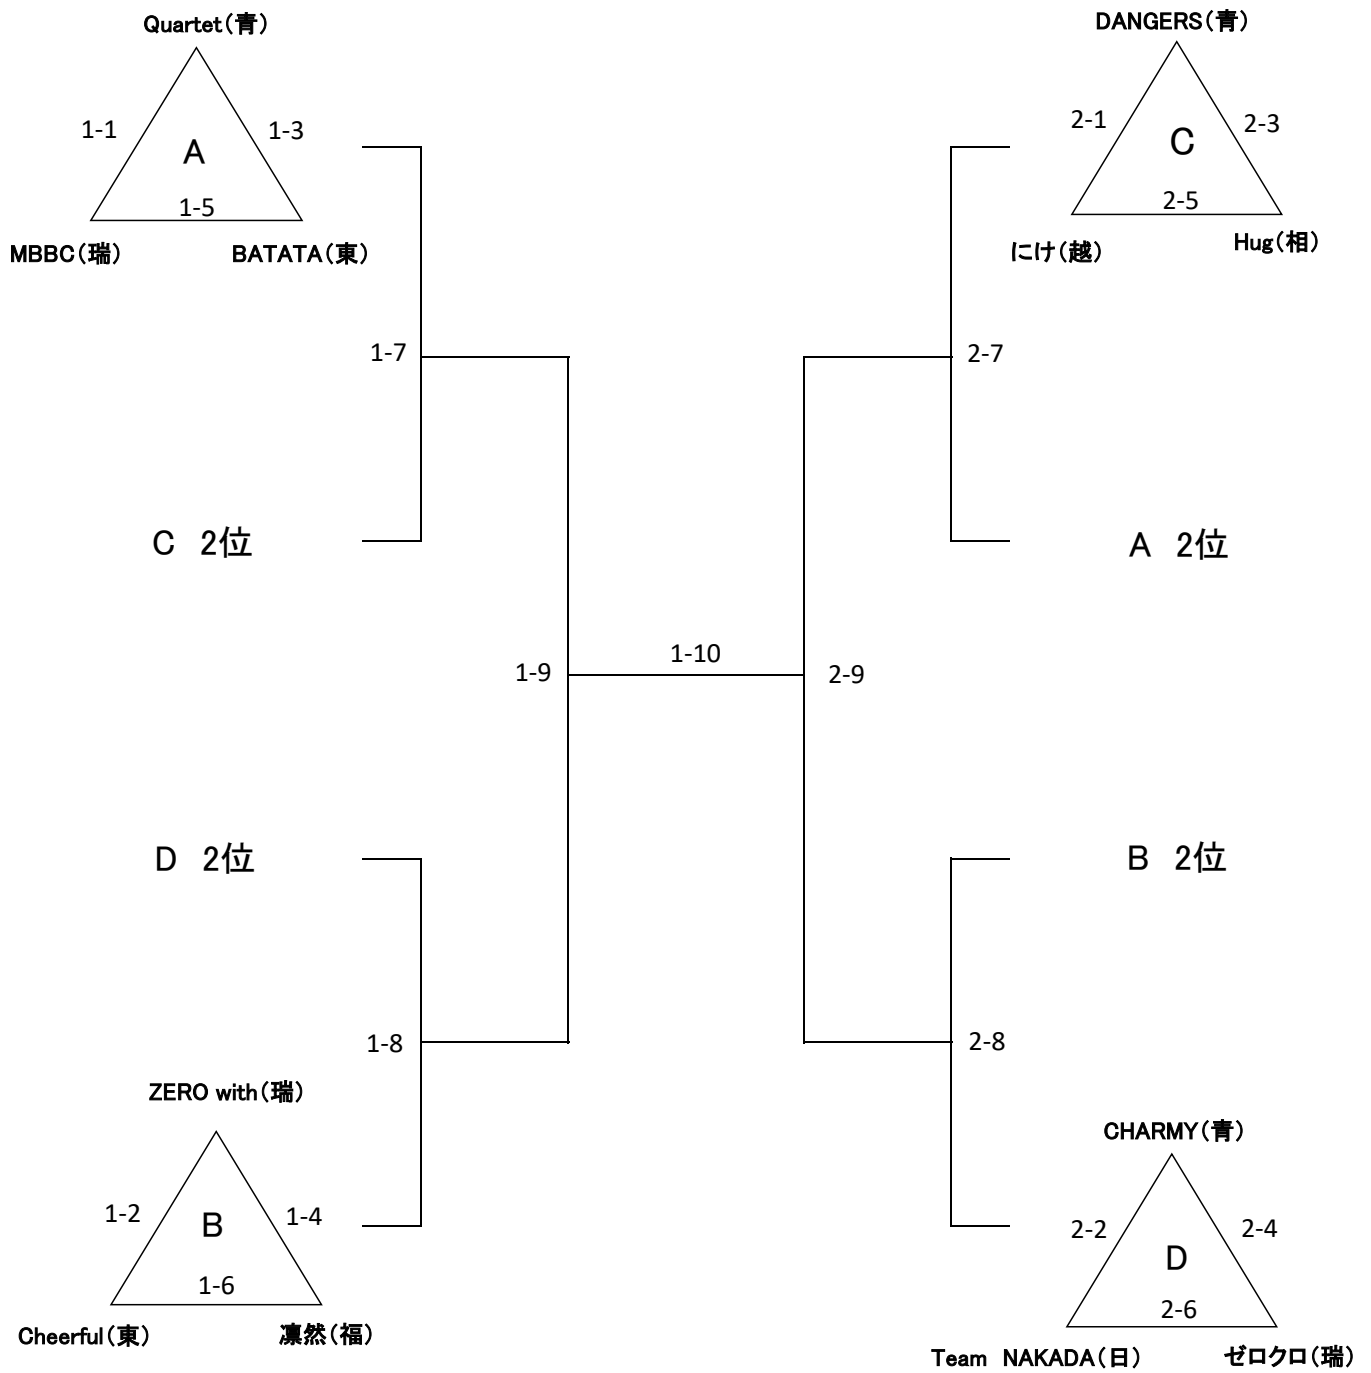 Quartet（青）
1-1
1-3
A
1-5
MBBC（瑞）
BATATA（東）
DANGERS（青）
2-1
2-3
C
2-5
にけ（越）
Hug（相）
1-7
2-7
C　2位
A　2位
1-9
1-10
2-9
D　2位
B　2位
1-8
2-8
ZERO with（瑞）
1-2
1-4
B
1-6
Cheerful（東）
凛然（福）
CHARMY（青）
2-2
2-4
D
2-6
Team　NAKADA（日）
ゼロクロ（瑞）